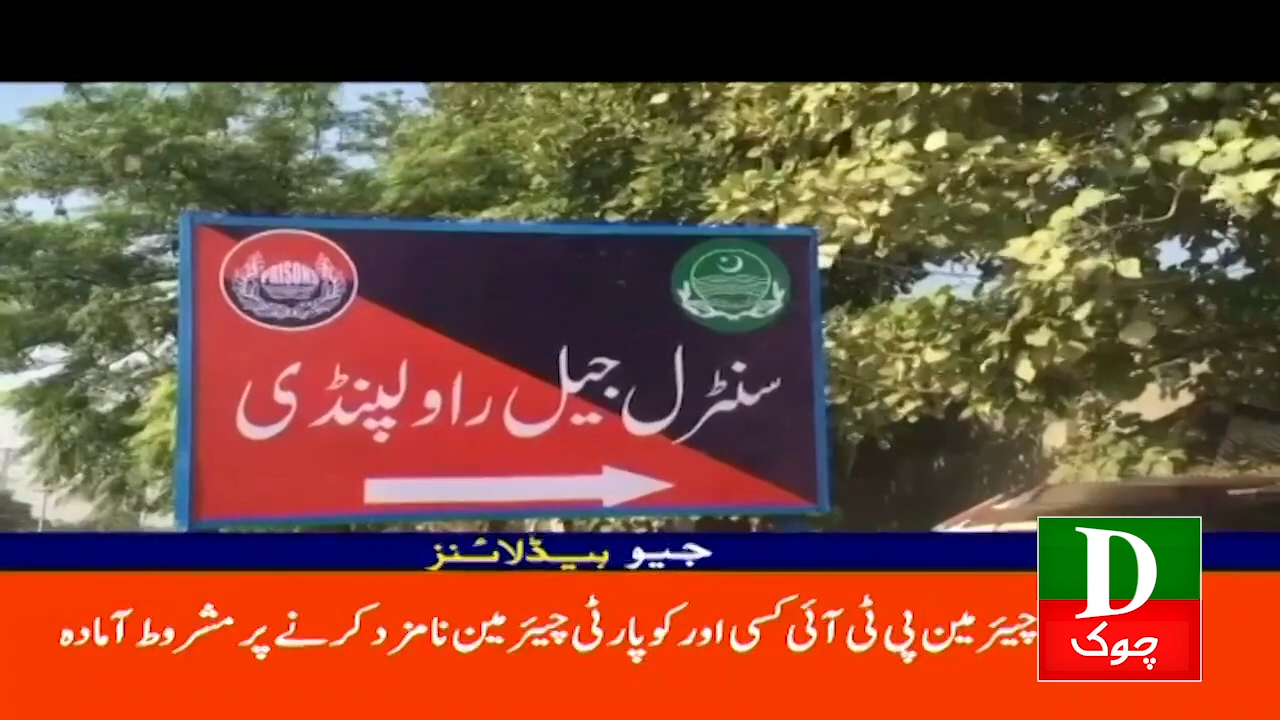 PRISONS
سنٹرل جیل راولپنڈی
جیو ہیڈلائنز
چیئرمین پی ٹی آئی کسی اور کو پارٹی چیئرمین نامزد کرنے پر مشروط آمادہ
D
چوک